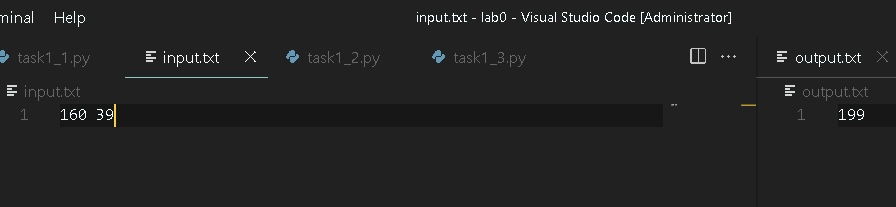 minal Help
input.txt - lab0 - Visual Studio Code [Administrator]
task1_1.py input.txt task1_2.py task1_3.py output.txt
input.txt output.txt
1 160 39 1 199